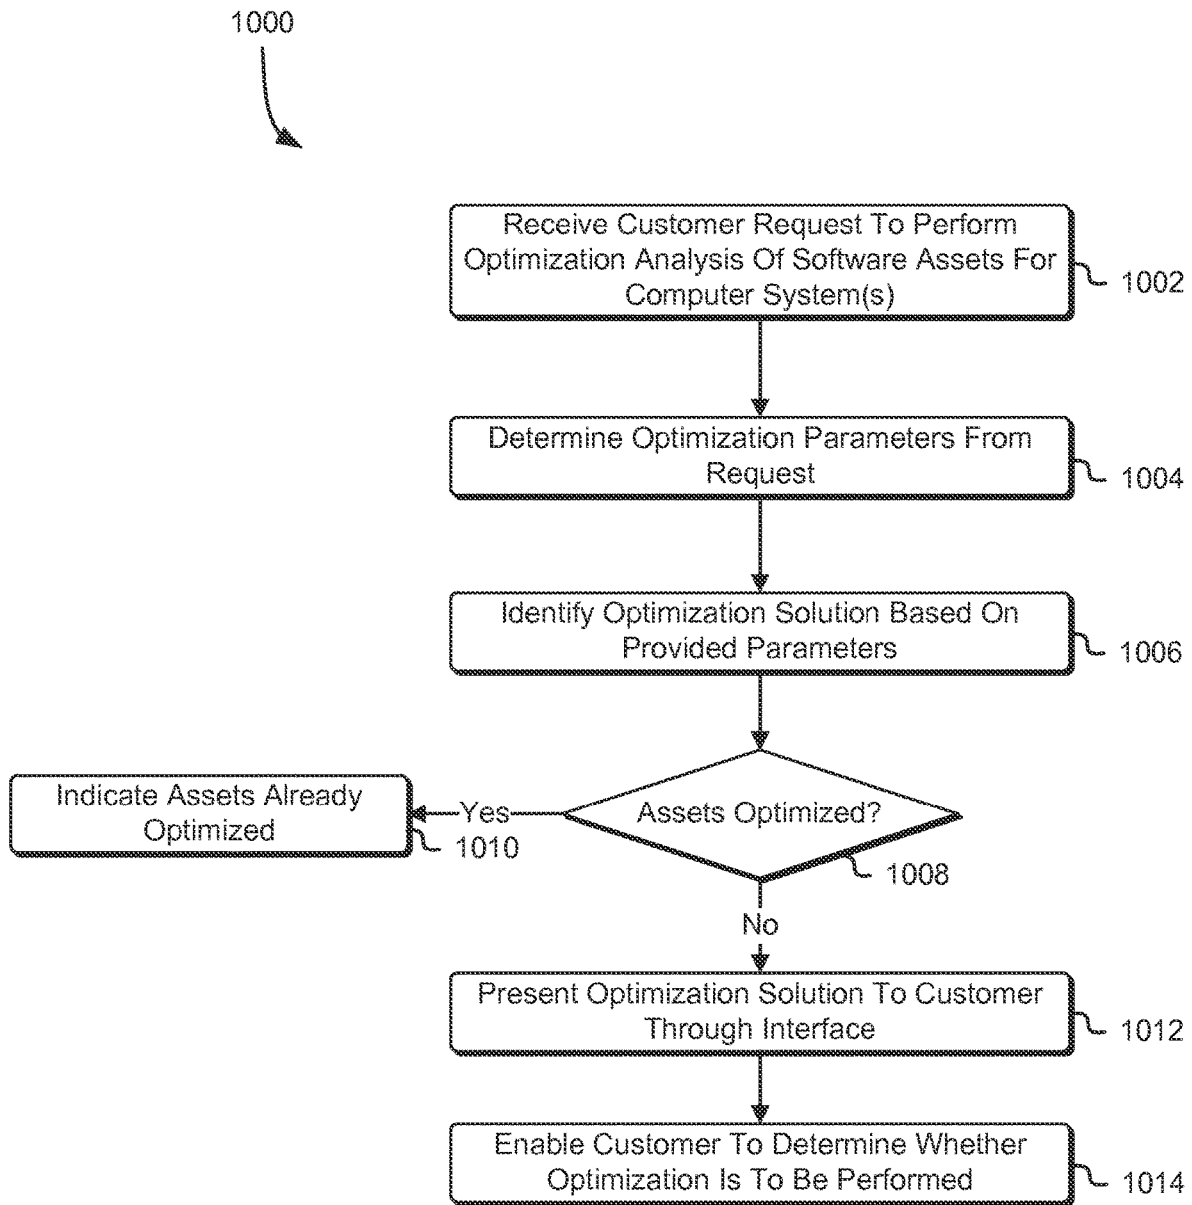 1000
Receive Customer Request To Perform
Optimization Analysis Of Software Assets For
Computer System(s)
1002
Determine Optimization Parameters From
Request
1004
Identify Optimization Solution Based On
Provided Parameters
1006
Assets Optimized?
1008
Yes
Indicate Assets Already
Optimized
1010
No
Present Optimization Solution To Customer
Through Interface
1012
Enable Customer To Determine Whether
Optimization Is To Be Performed
1014